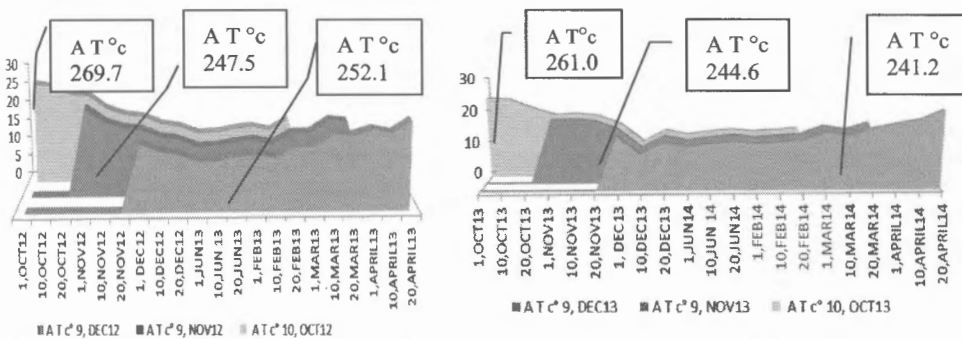 A T °c
269.7
A T °c
247.5
A T °c
252.1
30
25
20
15
10
5
0
1,OCT12
10,OCT12
20,OCT12
1,NOV12
10,NOV12
20,NOV12
1,DEC12
10,DEC12
20,DEC12
1,JUN13
10,JUN 13
20,JUN13
1,FEB13
10,FEB13
20,FEB13
1,MAR13
10,MAR13
20,MAR13
1,APRIL13
10,APRIL13
20,APRIL13
A T c° 9, DEC12
A T c° 9, NOV12
A T c° 10, OCT12
A T °c
261.0
A T °c
244.6
A T °c
241.2
30
20
10
0
1,OCT13
10,OCT13
20,OCT13
1,NOV13
10,NOV13
20,NOV13
1,DEC13
10,DEC13
20,DEC13
1,JUN14
10,JUN 14
20,JUN14
1,FEB14
10,FEB14
20,FEB14
1,MAR14
10,MAR14
20,MAR14
1,APRIL14
10,APRIL14
20,APRIL14
A T c° 9, DEC13
A T c° 9, NOV13
A T c° 10, OCT13